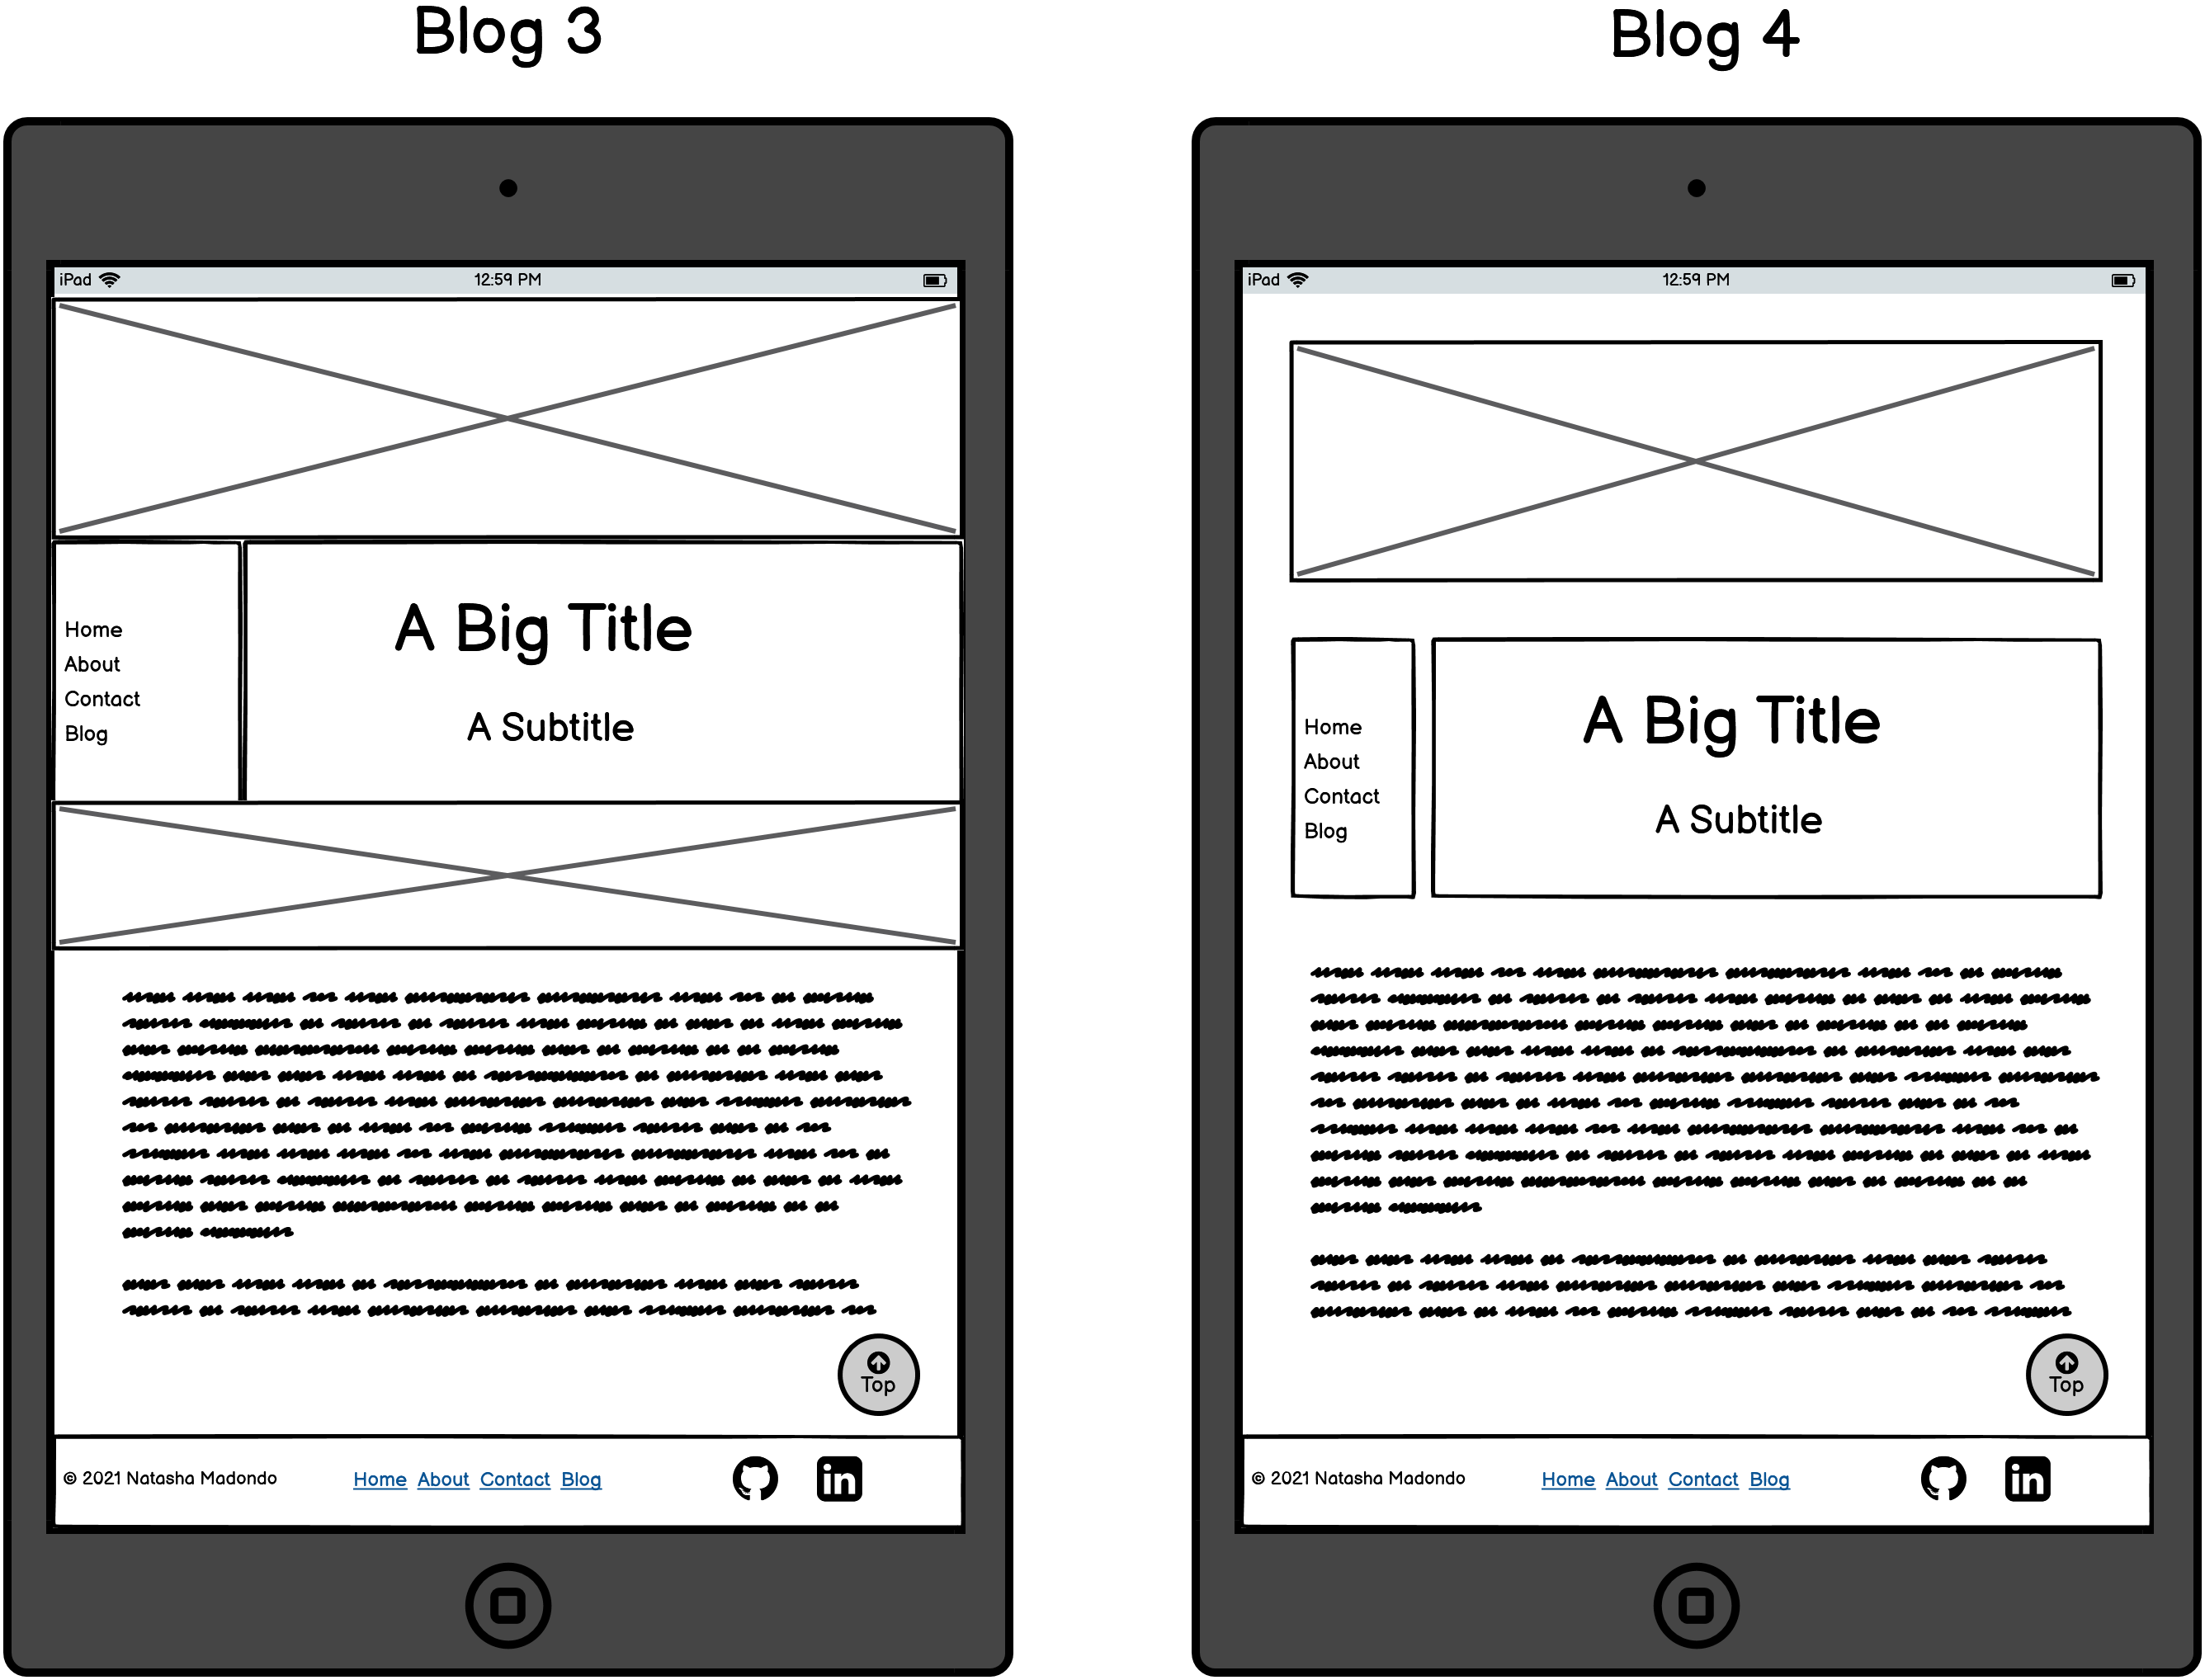 Blog 3
iPad 12:59 PM
Home
About
Contact
Blog
A Big Title
A Subtitle
Top
© 2021 Natasha Madondo Home About Contact Blog
in
Blog 4
iPad 12:59 PM
Home
About
Contact
Blog
A Big Title
A Subtitle
Top
© 2021 Natasha Madondo Home About Contact Blog
in